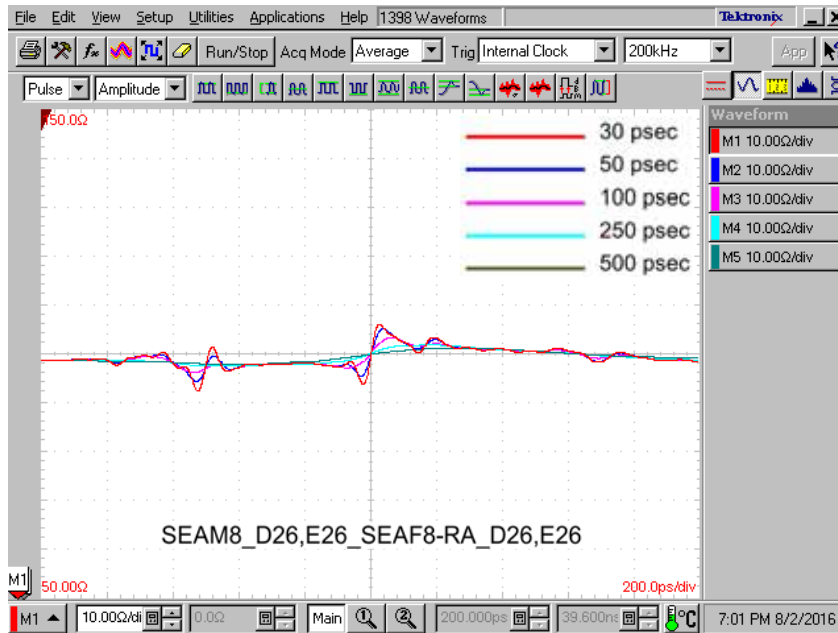 File Edit View Setup Utilities Applications Help 1398 Waveforms Tektronix
Run/Stop Acq Mode Average Trig Internal Clock 200kHz App
Pulse Amplitude
Waveform
50.0Ω
30 psec
50 psec
100 psec
250 psec
500 psec
M1 10.00Ω/div
M2 10.00Ω/div
M3 10.00Ω/div
M4 10.00Ω/div
M5 10.00Ω/div
SEAM8_D26,E26_SEAF8-RA_D26,E26
M1
50.00Ω 200.0ps/div
M1 10.00Ω/di 0.0Ω Main 1 2 200.000ps 39.600ns °C 7:01 PM 8/2/2016